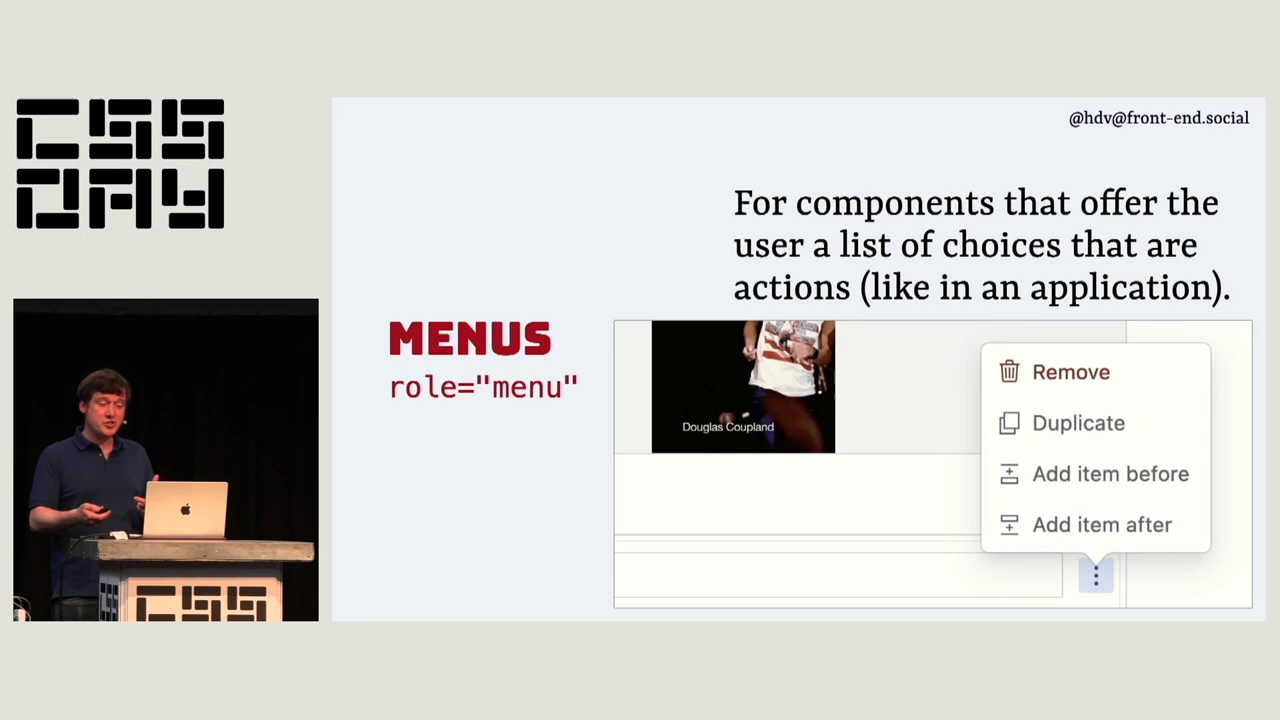 CSS
DAY
@hdv@front-end.social
For components that offer the
user a list of choices that are
actions (like in an application).
MENUS
role="menu"
Douglas Coupland
Remove
Duplicate
Add item before
Add item after
CSS